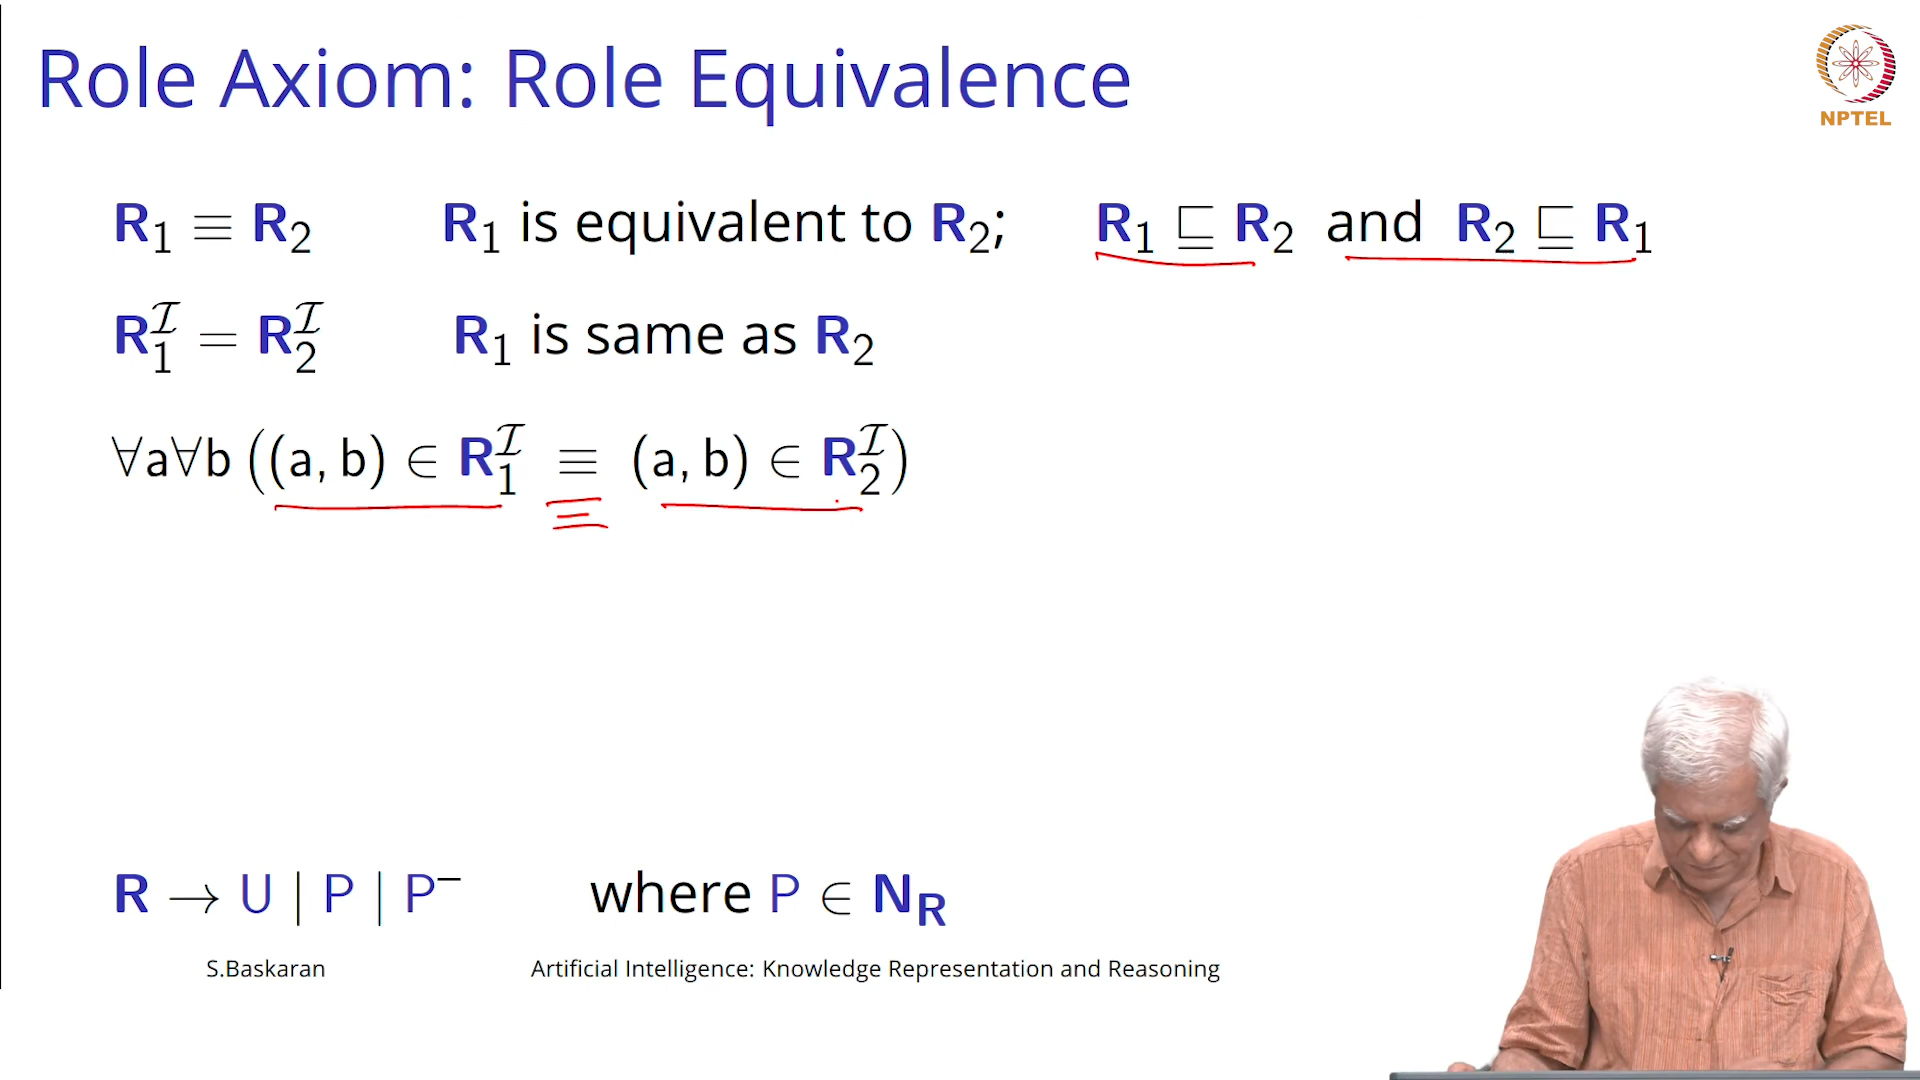 Role Axiom: Role Equivalence
NPTEL
R₁ ≡ R₂ R₁ is equivalent to R₂; R₁ ⊑ R₂ and R₂ ⊑ R₁
R₁^ℐ = R₂^ℐ R₁ is same as R₂
∀a∀b ((a, b) ∈ R₁^ℐ ≡ (a, b) ∈ R₂^ℐ)
R → U | P | P⁻ where P ∈ N_R
S.Baskaran Artificial Intelligence: Knowledge Representation and Reasoning